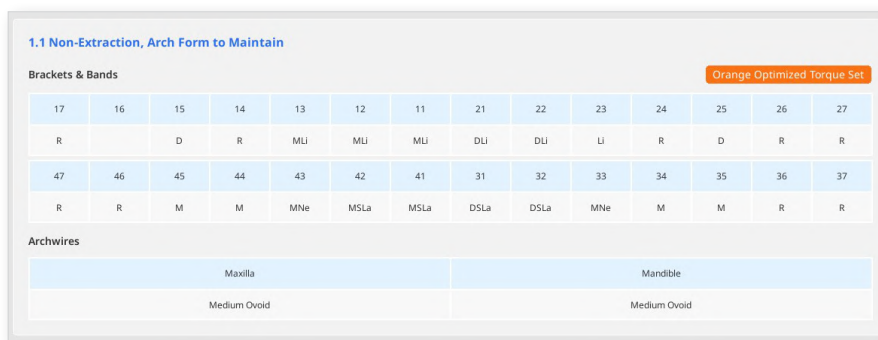 1.1 Non-Extraction, Arch Form to Maintain
Brackets & Bands Orange Optimized Torque Set
17 16 15 14 13 12 11 21 22 23 24 25 26 27
R D R MLi MLi MLi DLi DLi Li R D R R
47 46 45 44 43 42 41 31 32 33 34 35 36 37
R R M M MNe MSLa MSLa DSLa DSLa MNe M M R R
Archwires
Maxilla Mandible
Medium Ovoid Medium Ovoid